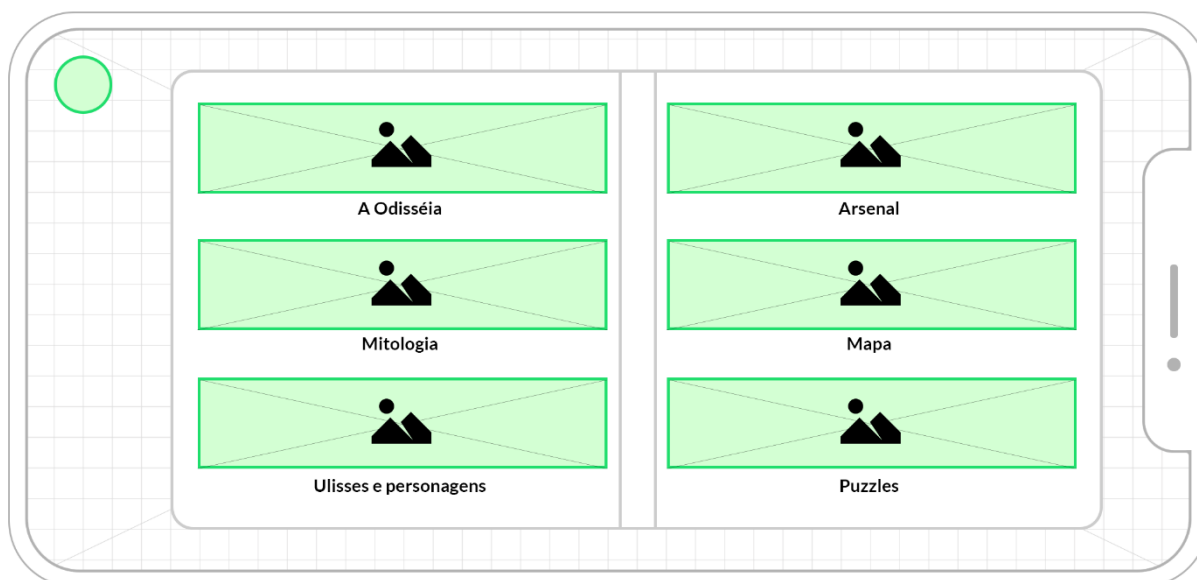 A Odisséia
Mitologia
Ulisses e personagens
Arsenal
Mapa
Puzzles